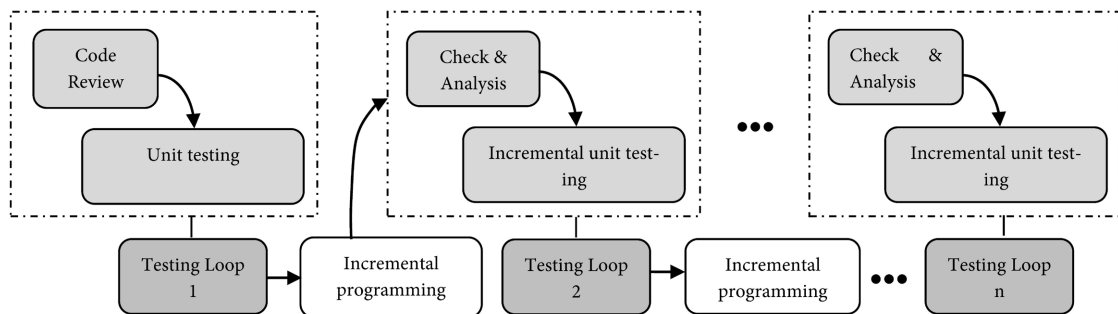 Code
Review
Unit testing
Check &
Analysis
Incremental unit test-
ing
Check &
Analysis
Incremental unit test-
ing
Testing Loop
1
Incremental
programming
Testing Loop
2
Incremental
programming
Testing Loop
n